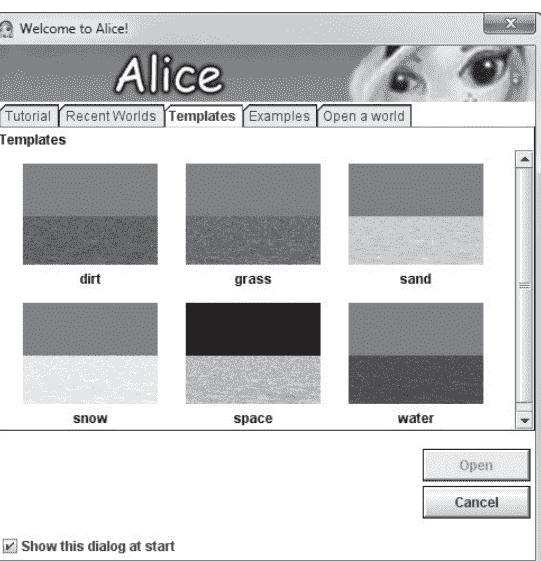 Welcome to Alice!
Alice
Tutorial Recent Worlds Templates Examples Open a world
Templates
dirt grass sand
snow space water
Open
Cancel
Show this dialog at start